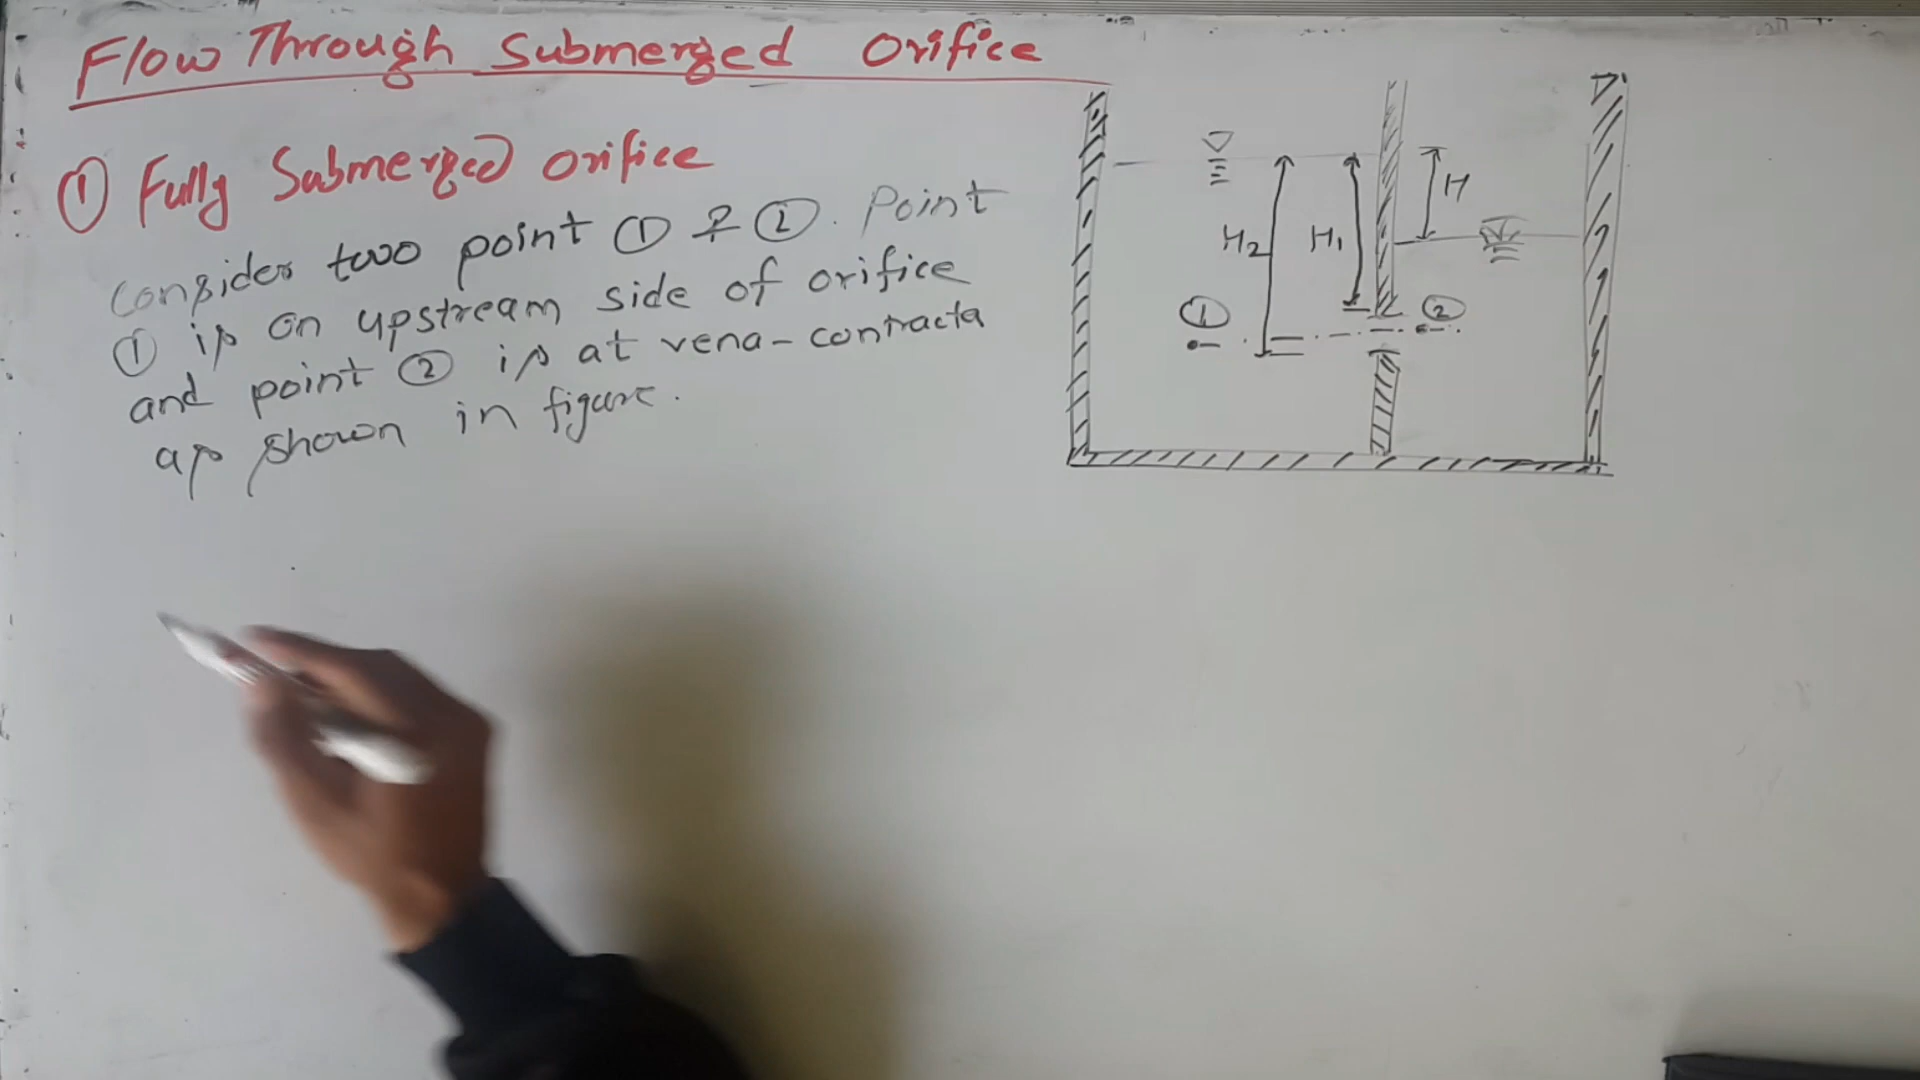 Flow Through Submerged Orifice
① Fully Submerged orifice
Consider two point ① & ②. Point
① is on upstream side of orifice
and point ② is at vena-contracta
as shown in figure.
H
H₂ H₁
① ②